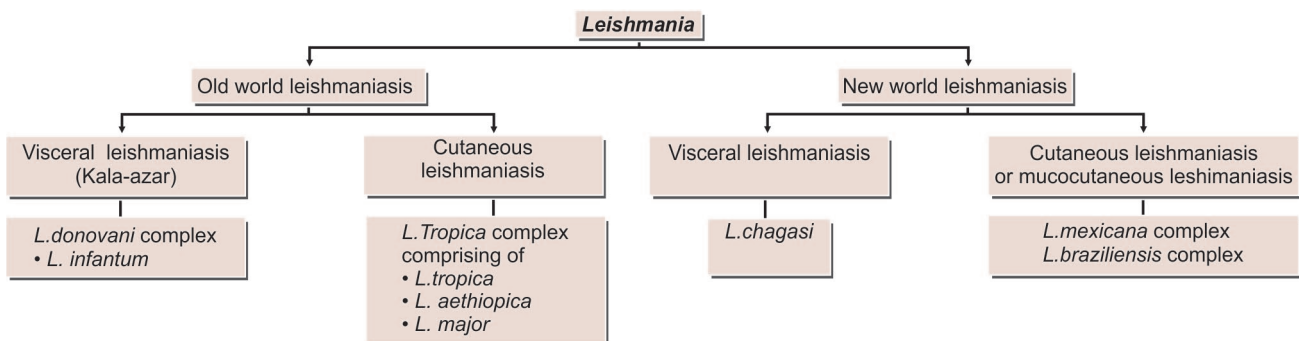 Leishmania
Old world leishmaniasis
New world leishmaniasis
Visceral leishmaniasis
(Kala-azar)
Cutaneous
leishmaniasis
Visceral leishmaniasis
Cutaneous leishmaniasis
or mucocutaneous leshimaniasis
L.donovani complex
• L. infantum
L.Tropica complex
comprising of
• L.tropica
• L. aethiopica
• L. major
L.chagasi
L.mexicana complex
L.braziliensis complex